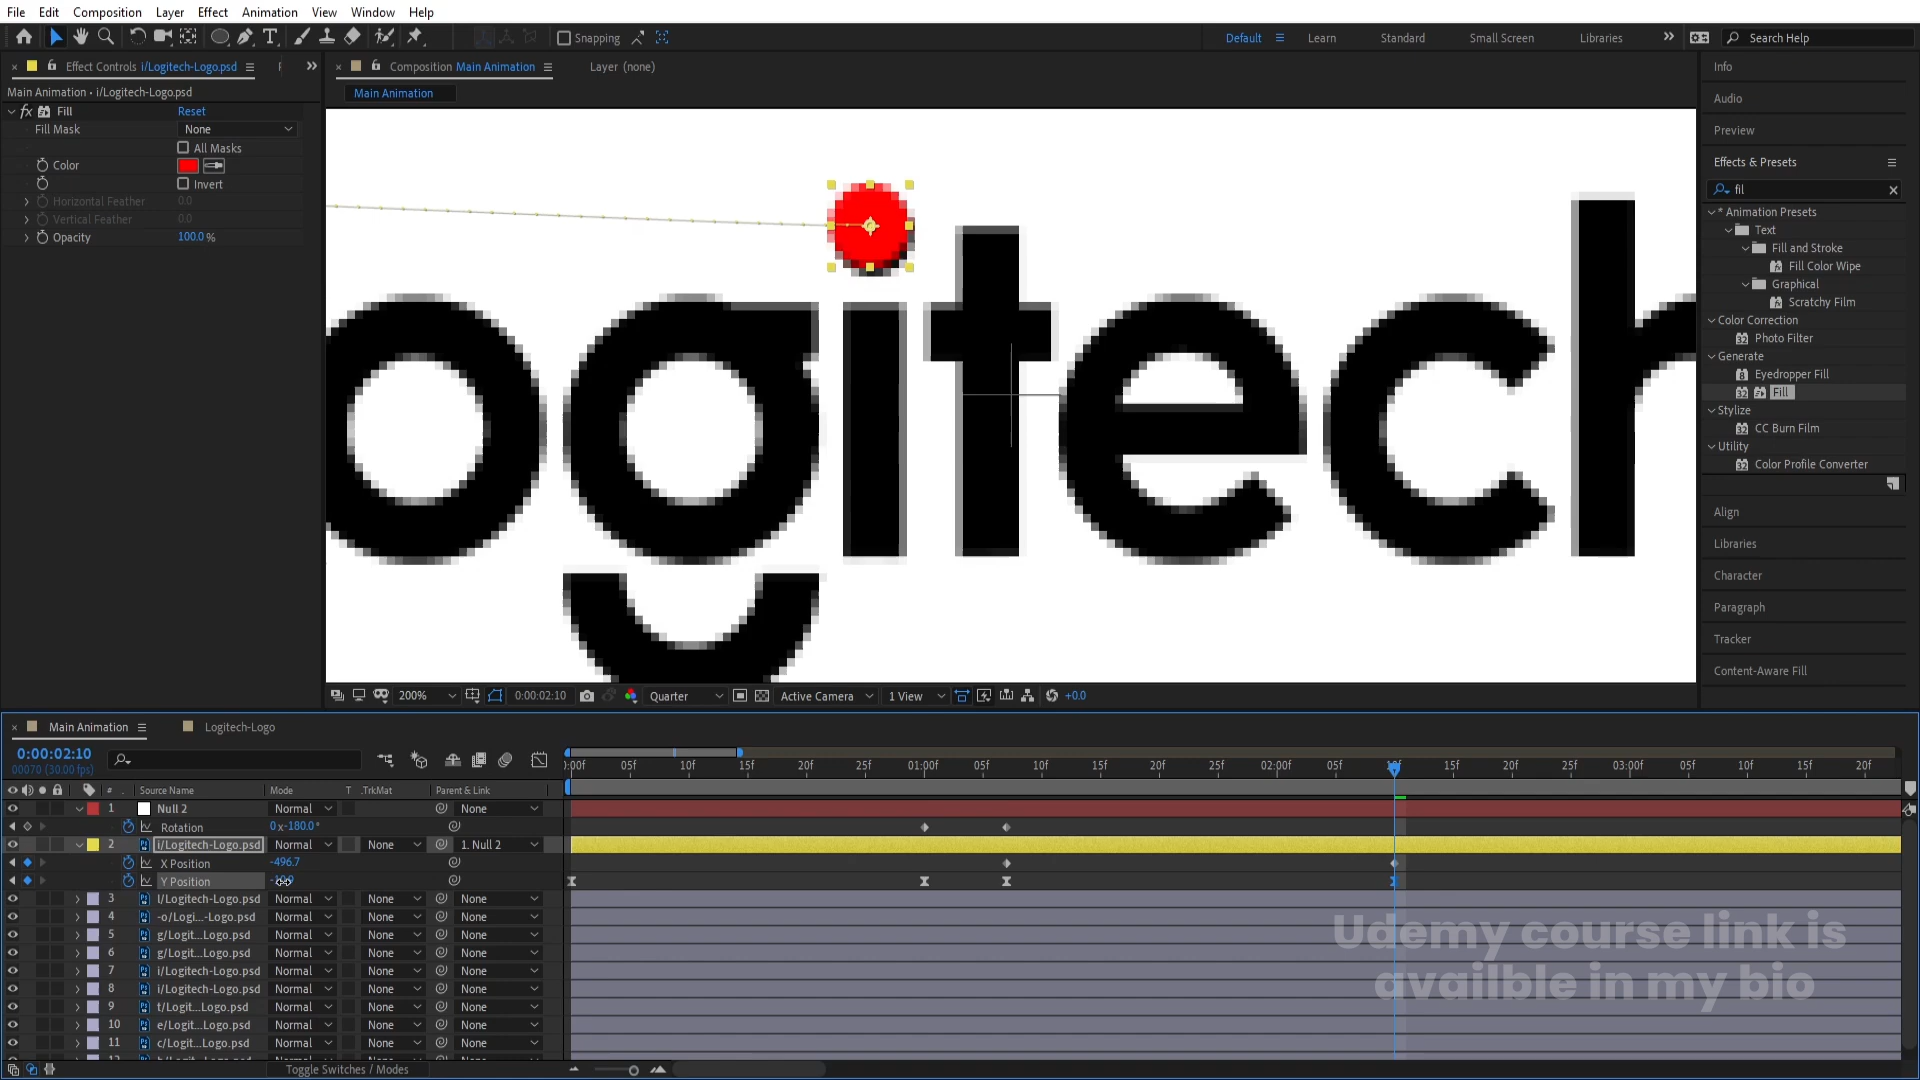 File Edit Composition Layer Effect Animation View Window Help
Snapping
Default Learn Standard Small Screen Libraries Search Help
Effect Controls i/Logitech-Logo.psd
Composition Main Animation
Layer (none)
Main Animation • i/Logitech-Logo.psd
Main Animation
fx Fill Reset
Fill Mask None
All Masks
Color
Invert
Horizontal Feather 0.0
Vertical Feather 0.0
Opacity 100.0 %
ogitech
Info
Audio
Preview
Effects & Presets
fil
* Animation Presets
Text
Fill and Stroke
Fill Color Wipe
Graphical
Scratchy Film
Color Correction
Photo Filter
Generate
Eyedropper Fill
Fill
Stylize
CC Burn Film
Utility
Color Profile Converter
Align
Libraries
Character
Paragraph
Tracker
Content-Aware Fill
200% 0:00:02:10 Quarter Active Camera 1 View +0.0
Main Animation Logitech-Logo
0:00:02:10
00070 (30.00 fps)
:00f 05f 10f 15f 20f 25f 01:00f 05f 10f 15f 20f 25f 02:00f 05f 10f 15f 20f 25f 03:00f 05f 10f 15f 20f
# Source Name Mode T .TrkMat Parent & Link
1 Null 2 Normal None
Rotation 0 x-180.0 °
2 i/Logitech-Logo.psd Normal None 1. Null 2
X Position -496.7
Y Position
3 l/Logitech-Logo.psd Normal None None
4 -o/Logi...-Logo.psd Normal None None
5 g/Logit...Logo.psd Normal None None
6 g/Logit...Logo.psd Normal None None
7 i/Logitech-Logo.psd Normal None None
8 i/Logitech-Logo.psd Normal None None
9 t/Logit...Logo.psd Normal None None
10 e/Logit...Logo.psd Normal None None
11 c/Logit...Logo.psd Normal None None
Toggle Switches / Modes
Udemy course link is
availble in my bio